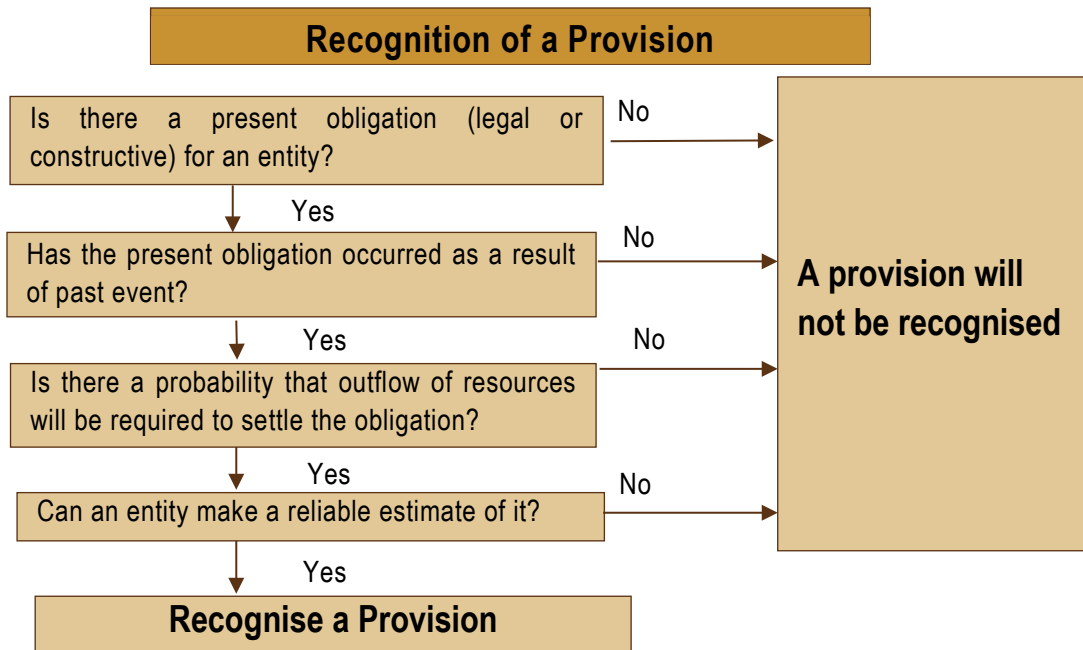 Recognition of a Provision
Is there a present obligation (legal or
constructive) for an entity?
No
Yes
Has the present obligation occurred as a result
of past event?
No
A provision will
not be recognised
Yes
Is there a probability that outflow of resources
will be required to settle the obligation?
No
Yes
Can an entity make a reliable estimate of it?
No
Yes
Recognise a Provision